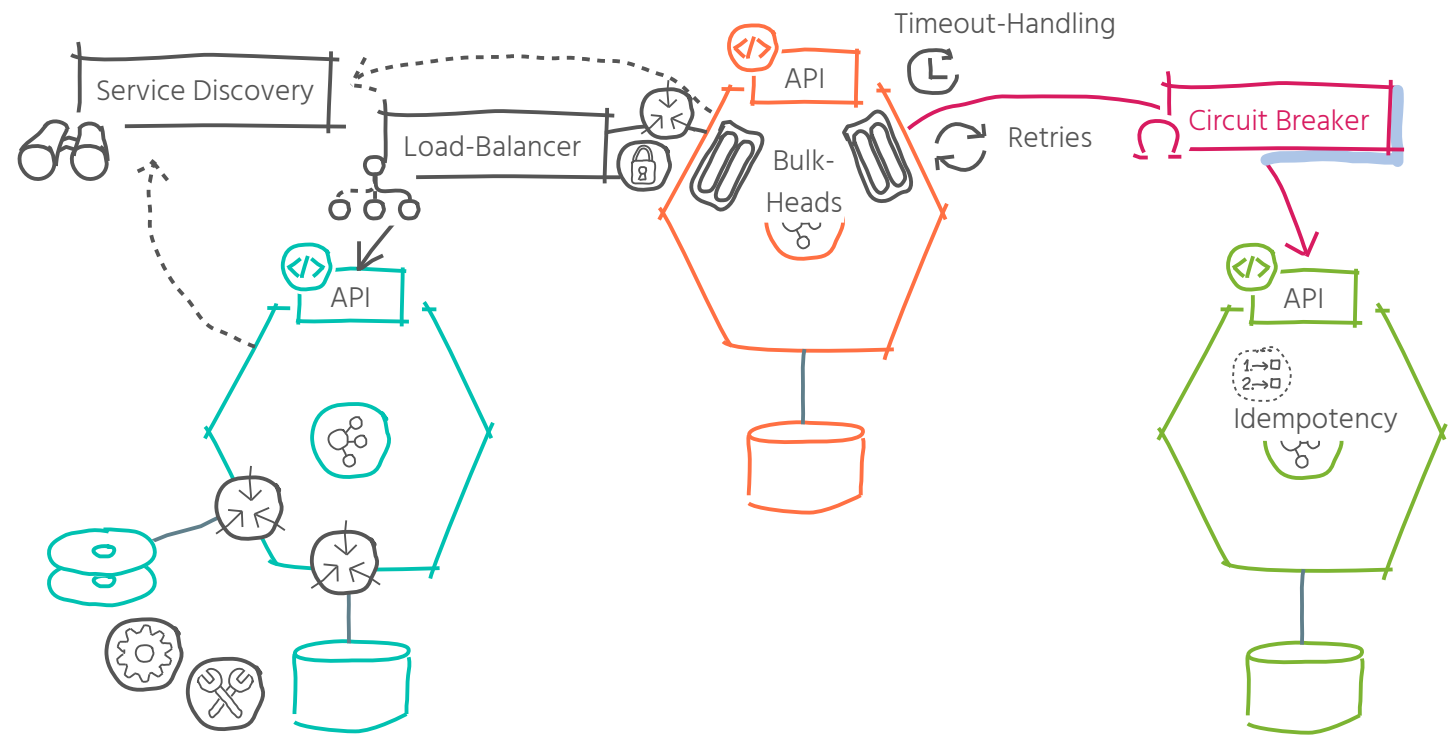 Timeout-Handling
</>
API
Service Discovery
Circuit Breaker
Load-Balancer
Retries
Bulk-
Heads
</>
API
</>
API
1.→□
2.→□
Idempotency